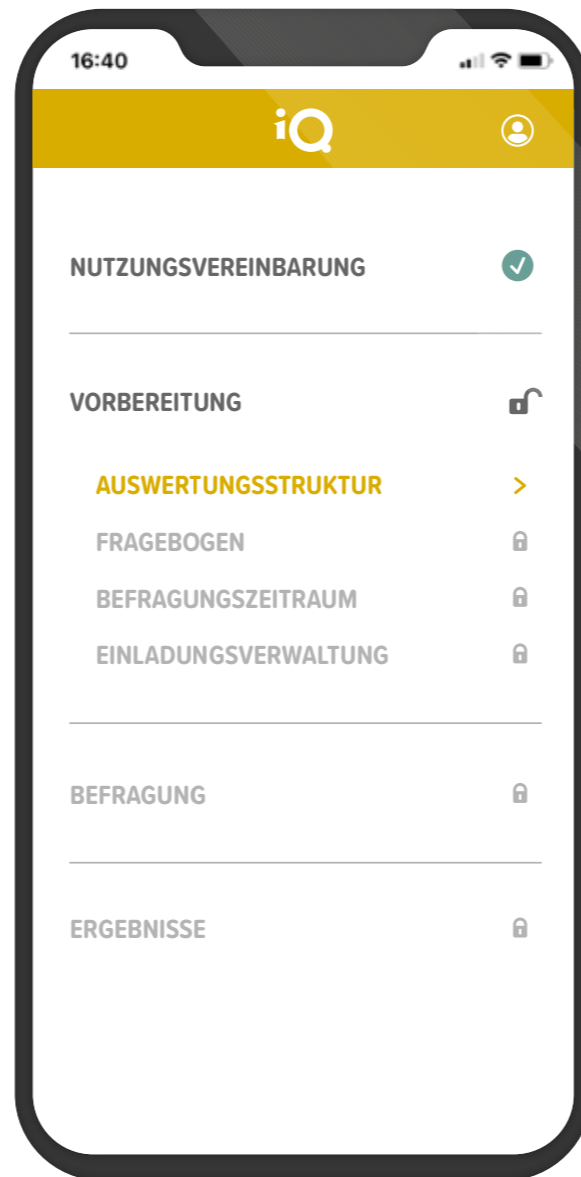 16:40
iQ
NUTZUNGSVEREINBARUNG
VORBEREITUNG
AUSWERTUNGSSTRUKTUR
FRAGEBOGEN
BEFRAGUNGSZEITRAUM
EINLADUNGSVERWALTUNG
BEFRAGUNG
ERGEBNISSE